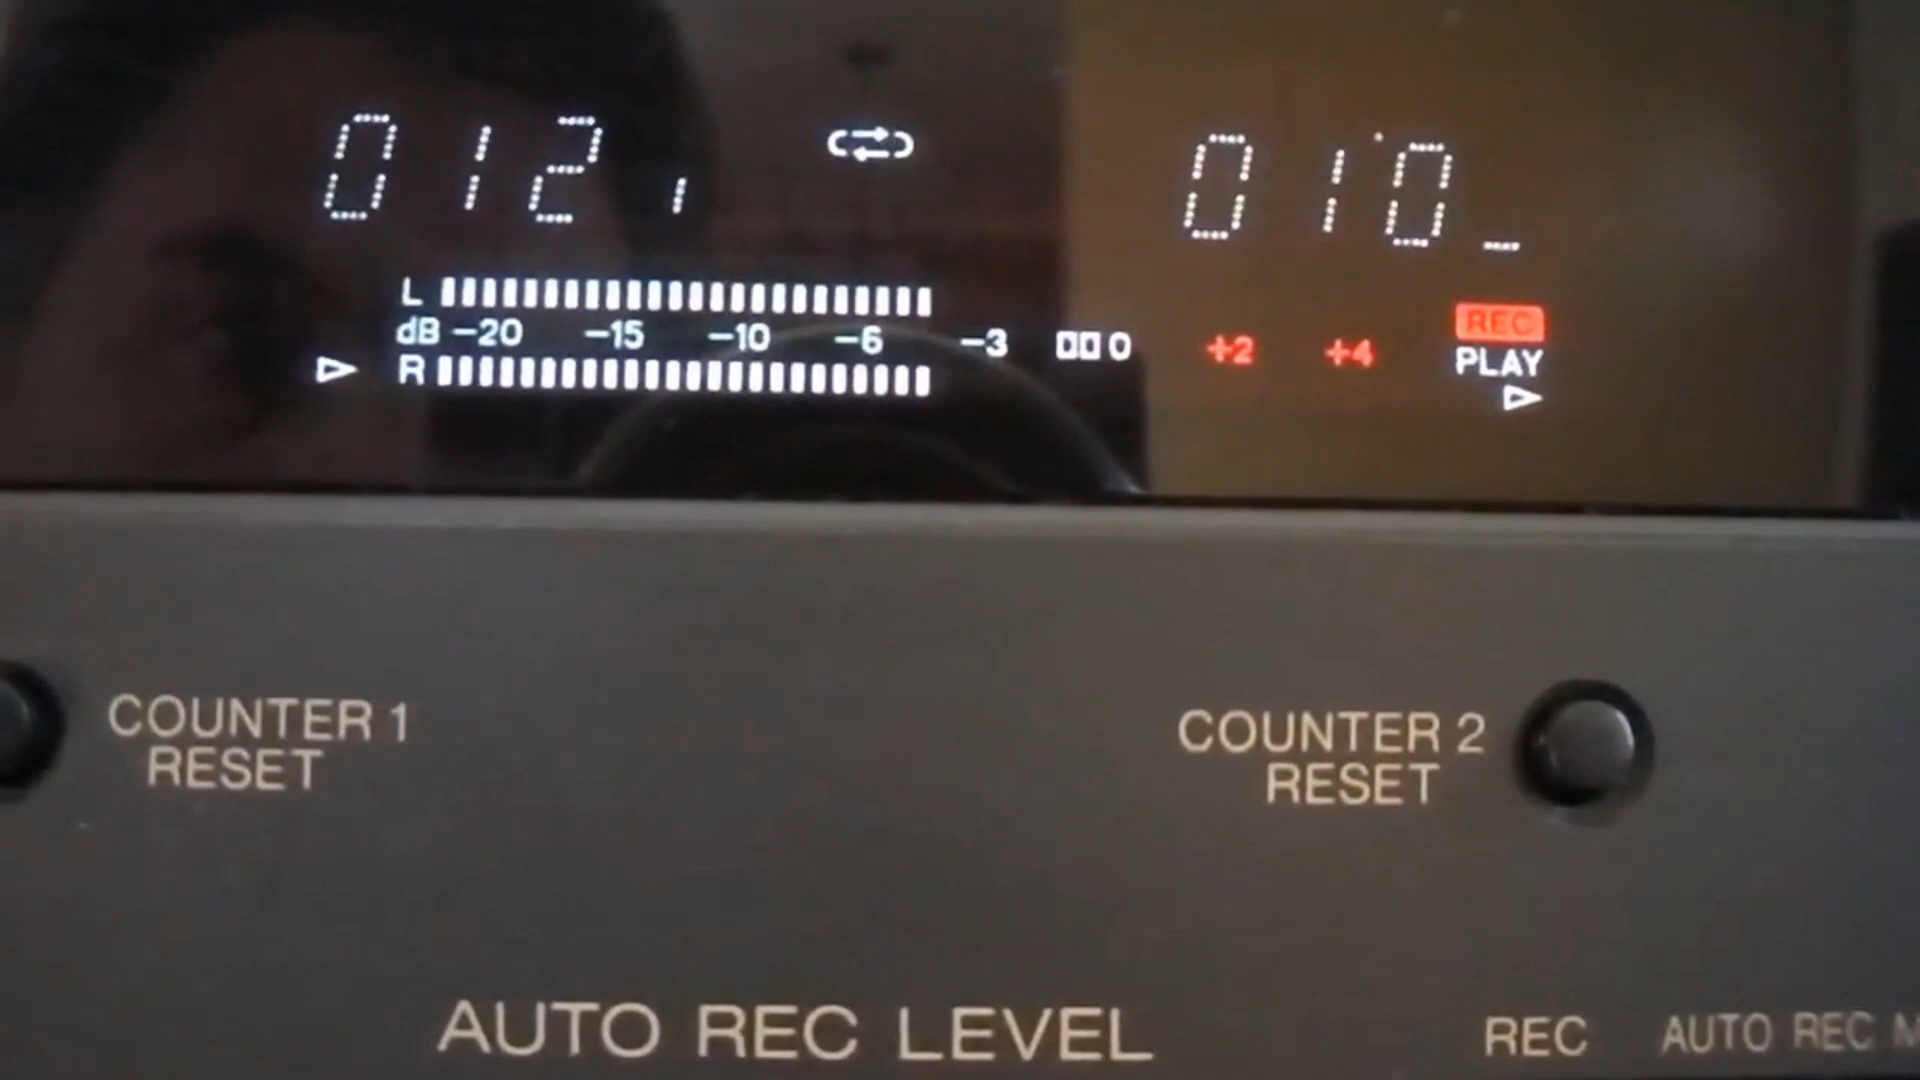 012
010
L
dB -20 -15 -10 -6 -3 0 +2 +4
REC
PLAY
R
COUNTER 1
RESET
COUNTER 2
RESET
AUTO REC LEVEL
REC
AUTO REC